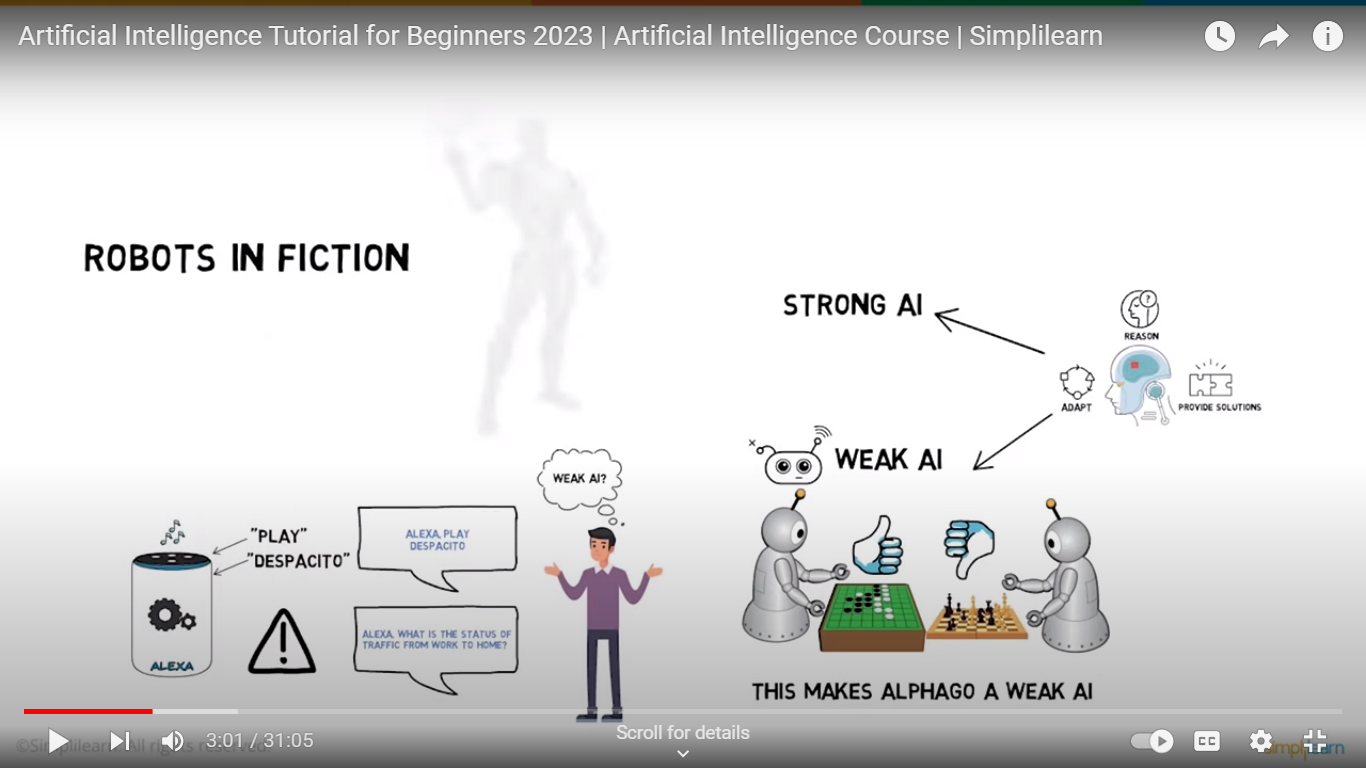 Artificial Intelligence Tutorial for Beginners 2023 | Artificial Intelligence Course | Simplilearn
ROBOTS IN FICTION
STRONG AI
REASON
ADAPT
PROVIDE SOLUTIONS
WEAK AI
WEAK AI?
"PLAY"
"DESPACITO"
ALEXA, PLAY
DESPACITO
ALEXA, WHAT IS THE STATUS OF
TRAFFIC FROM WORK TO HOME?
ALEXA
THIS MAKES ALPHAGO A WEAK AI
Scroll for details
3:01 / 31:05
CC
simplilearn